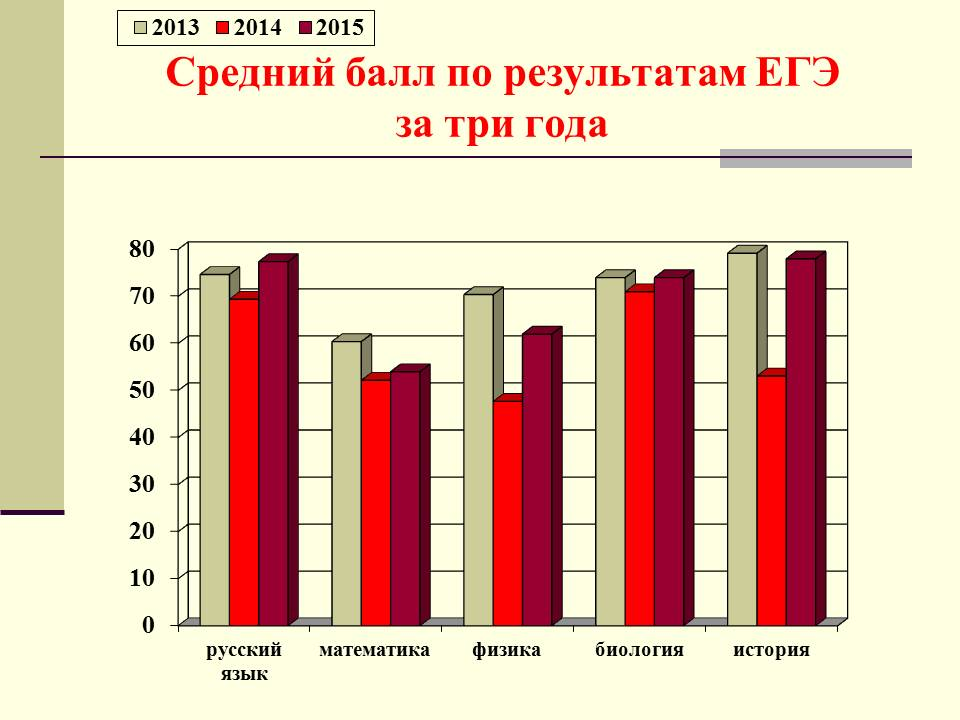 2013 2014 2015
Средний балл по результатам ЕГЭ
за три года
80
70
60
50
40
30
20
10
0
русский
язык
математика
физика
биология
история